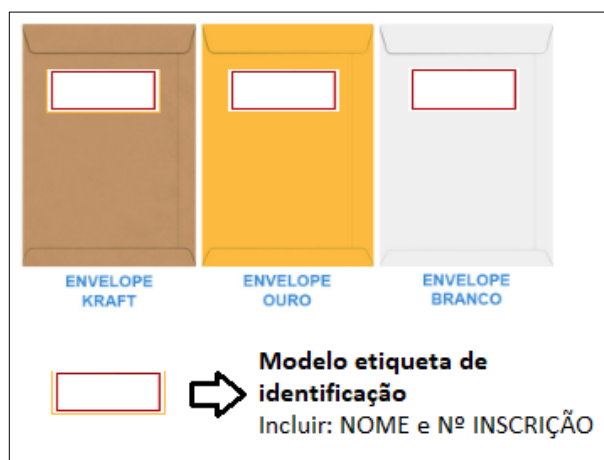 ENVELOPE
KRAFT
ENVELOPE
OURO
ENVELOPE
BRANCO
Modelo etiqueta de
identificação
Incluir: NOME e Nº INSCRIÇÃO